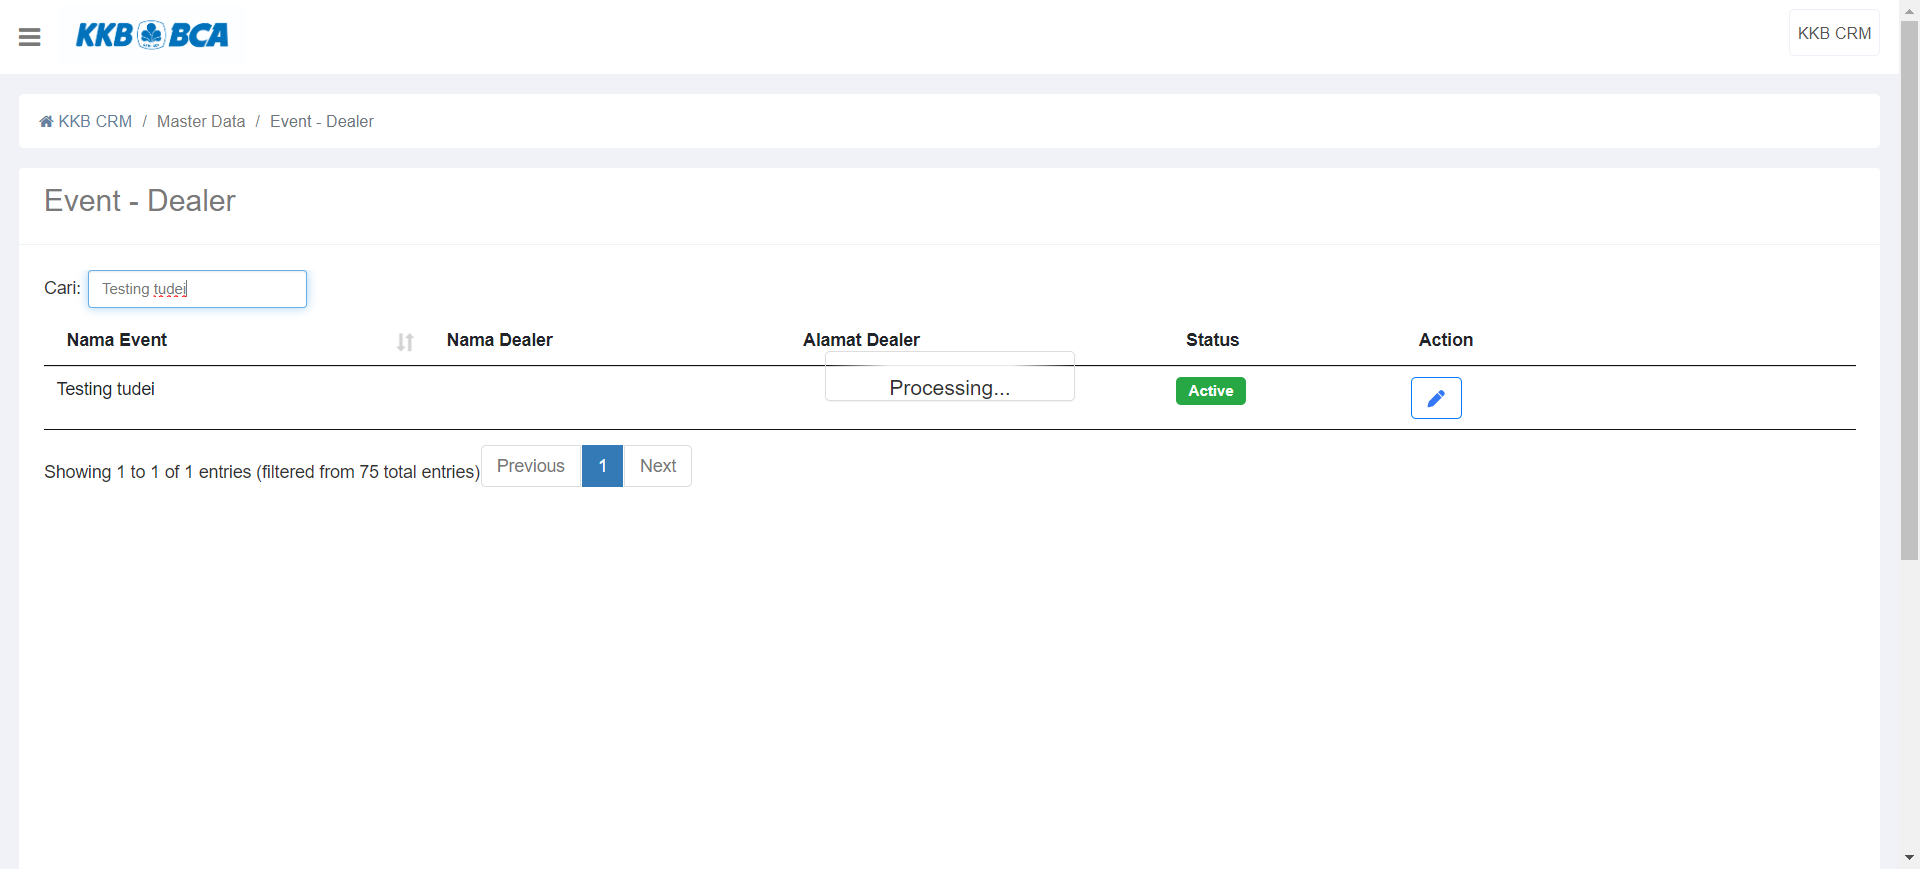 KKB BCA
KKB CRM
KKB CRM / Master Data / Event - Dealer
Event - Dealer
Cari: Testing tudei
Nama Event Nama Dealer Alamat Dealer Status Action
Testing tudei Processing... Active
Showing 1 to 1 of 1 entries (filtered from 75 total entries) Previous 1 Next